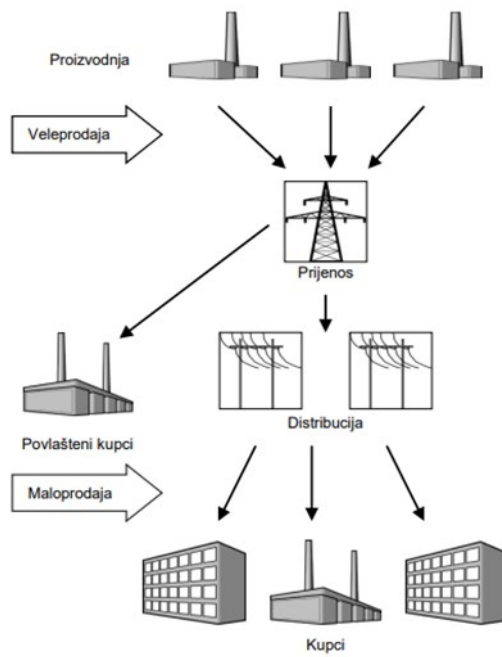 Proizvodnja
Veleprodaja
Prijenos
Distribucija
Povlašteni kupci
Maloprodaja
Kupci